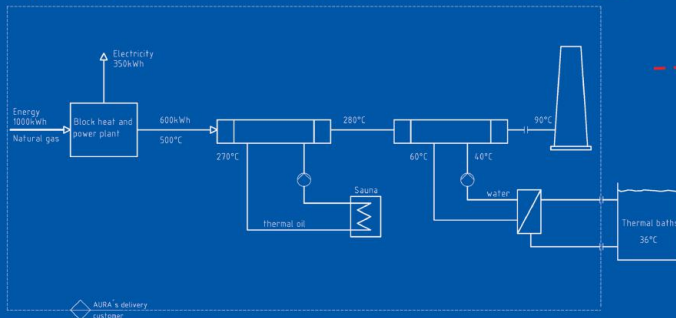 Electricity
350kWh
Energy
1000kWh
Natural gas
Block heat and
power plant
600kWh
500°C
280°C
90°C
270°C
60°C
40°C
Sauna
water
thermal oil
Thermal baths
36°C
AURA´s delivery
customer